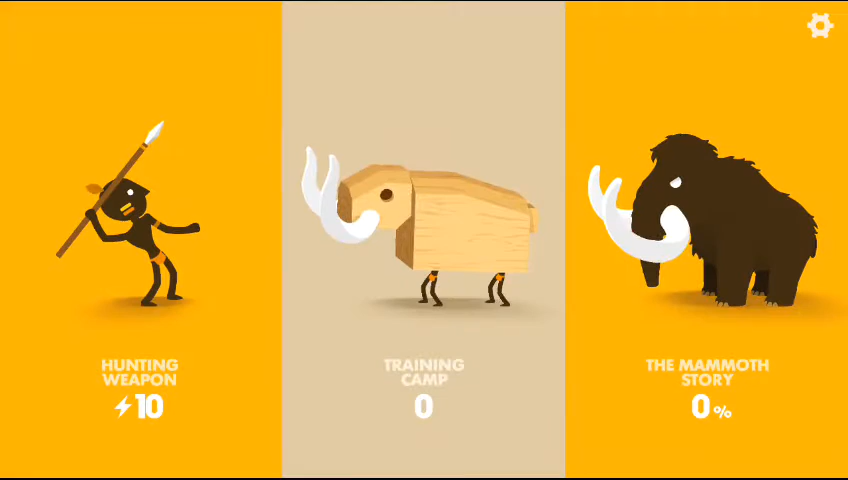 HUNTING
WEAPON
10
TRAINING
CAMP
0
THE MAMMOTH
STORY
0%